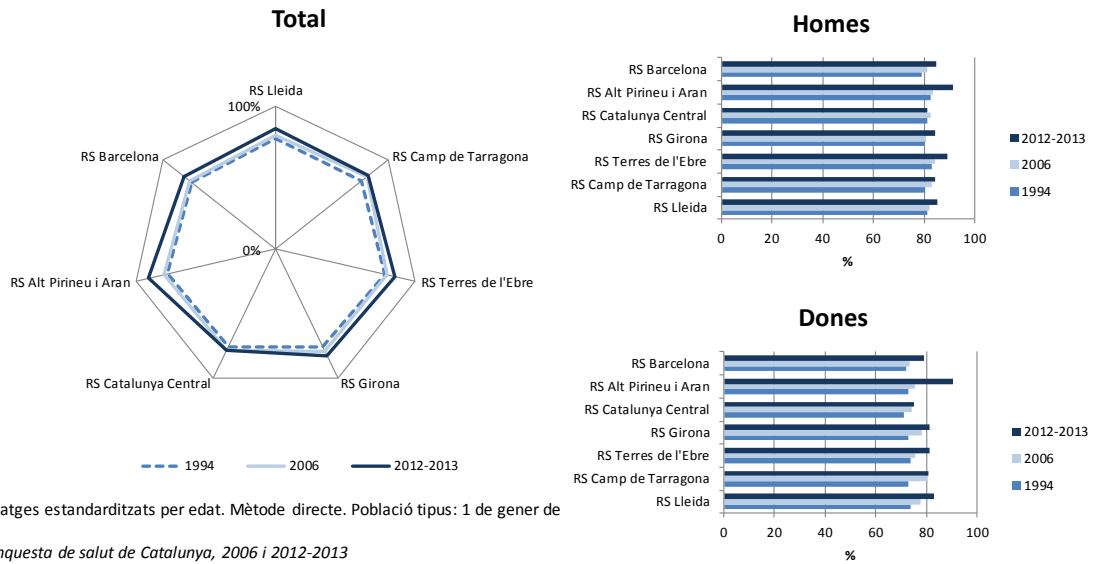 Total
RS Lleida
100%
RS Barcelona
RS Camp de Tarragona
0%
RS Alt Pirineu i Aran
RS Terres de l'Ebre
RS Catalunya Central
RS Girona
1994
2006
2012-2013
estandarditzats per edat. Mètode directe. Població tipus: 1 de gener de
de salut de Catalunya, 2006 i 2012-2013
Homes
RS Barcelona
RS Alt Pirineu i Aran
RS Catalunya Central
RS Girona
RS Terres de l'Ebre
RS Camp de Tarragona
RS Lleida
0 20 40 60 80 100
%
2012-2013
2006
1994
Dones
RS Barcelona
RS Alt Pirineu i Aran
RS Catalunya Central
RS Girona
RS Terres de l'Ebre
RS Camp de Tarragona
RS Lleida
0 20 40 60 80 100
%
2012-2013
2006
1994